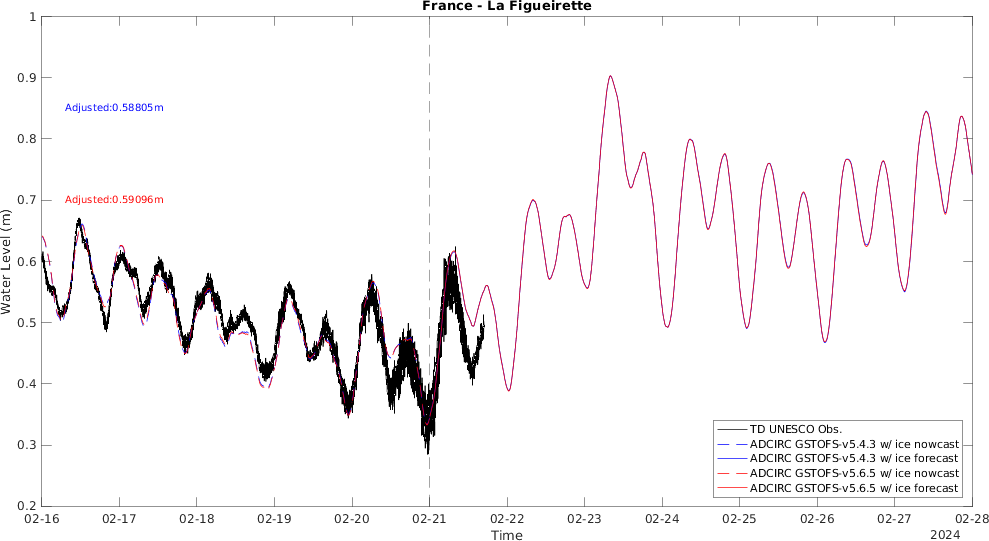 France - La Figueirette
1
0.9
0.8
0.7
0.6
0.5
0.4
0.3
0.2
Water Level (m)
Adjusted:0.58805m
Adjusted:0.59096m
TD UNESCO Obs.
ADCIRC GSTOFS-v5.4.3 w/ ice nowcast
ADCIRC GSTOFS-v5.4.3 w/ ice forecast
ADCIRC GSTOFS-v5.6.5 w/ ice nowcast
ADCIRC GSTOFS-v5.6.5 w/ ice forecast
02-16 02-17 02-18 02-19 02-20 02-21 02-22 02-23 02-24 02-25 02-26 02-27 02-28
Time
2024